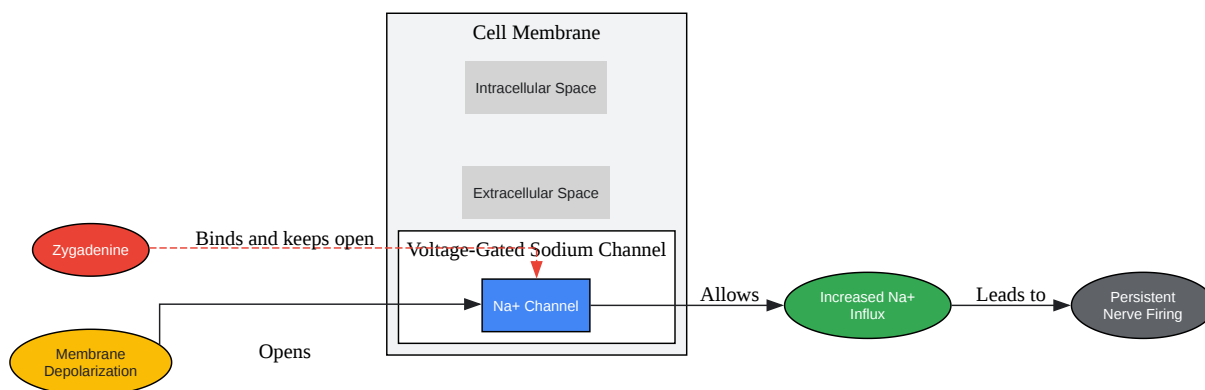 Cell Membrane
Intracellular Space
Extracellular Space
Zygadenine
Binds and keeps open
Voltage-Gated Sodium Channel
Na+ Channel
Allows
Increased Na+
Influx
Leads to
Persistent
Nerve Firing
Membrane
Depolarization
Opens